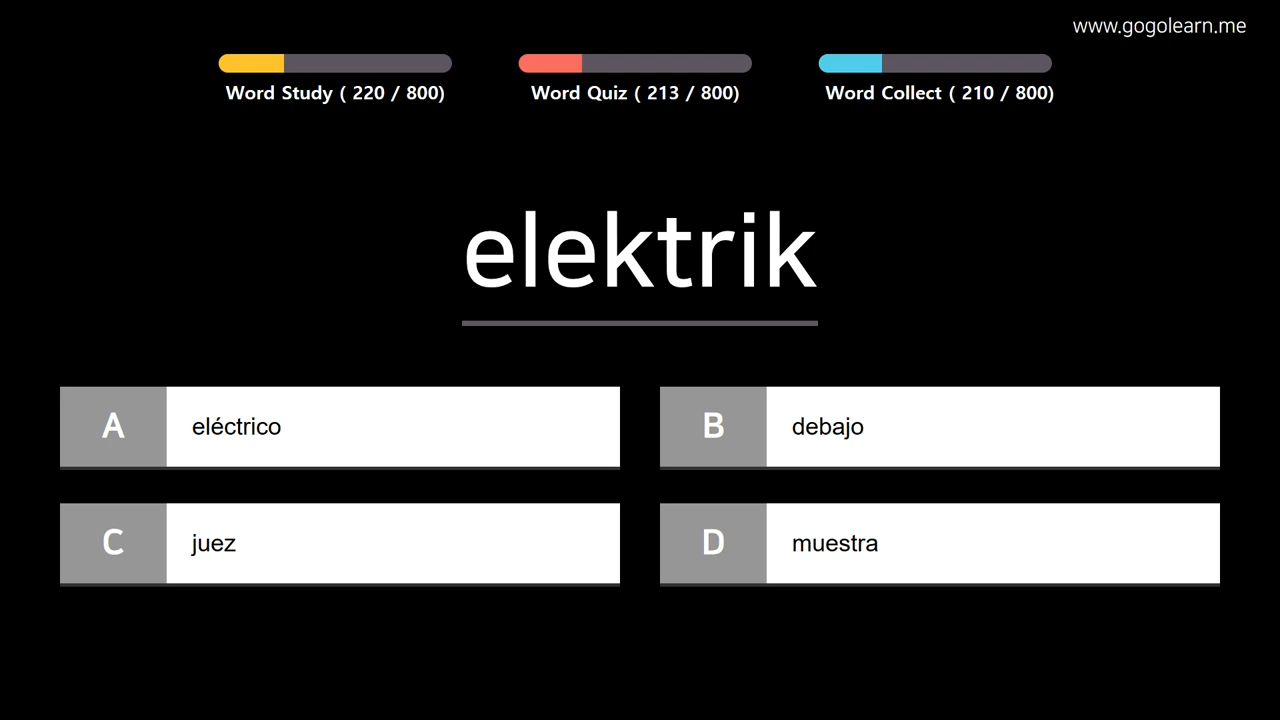 www.gogolearn.me
Word Study ( 220 / 800)
Word Quiz ( 213 / 800)
Word Collect ( 210 / 800)
elektrik
A eléctrico
B debajo
C juez
D muestra